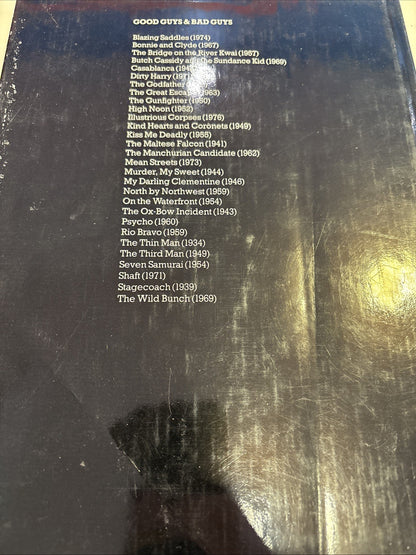 GOOD GUYS & BAD GUYS
Blazing Saddles (1974)
Bonnie and Clyde (1967)
The Bridge on the River Kwai (1957)
Butch Cassidy and the Sundance Kid (1969)
Casablanca
Dirty Harry
The Godfather
The Great Escape (1963)
The Gunfighter (1950)
High Noon (1952)
Illustrious Corpses (1976)
Kind Hearts and Coronets (1949)
Kiss Me Deadly (1955)
The Maltese Falcon (1941)
The Manchurian Candidate (1962)
Mean Streets (1973)
Murder, My Sweet (1944)
My Darling Clementine (1946)
North by Northwest (1959)
On the Waterfront (1954)
The Ox-Bow Incident (1943)
Psycho (1960)
Rio Bravo (1959)
The Thin Man (1934)
The Third Man (1949)
Seven Samurai (1954)
Shaft (1971)
Stagecoach (1939)
The Wild Bunch (1969)